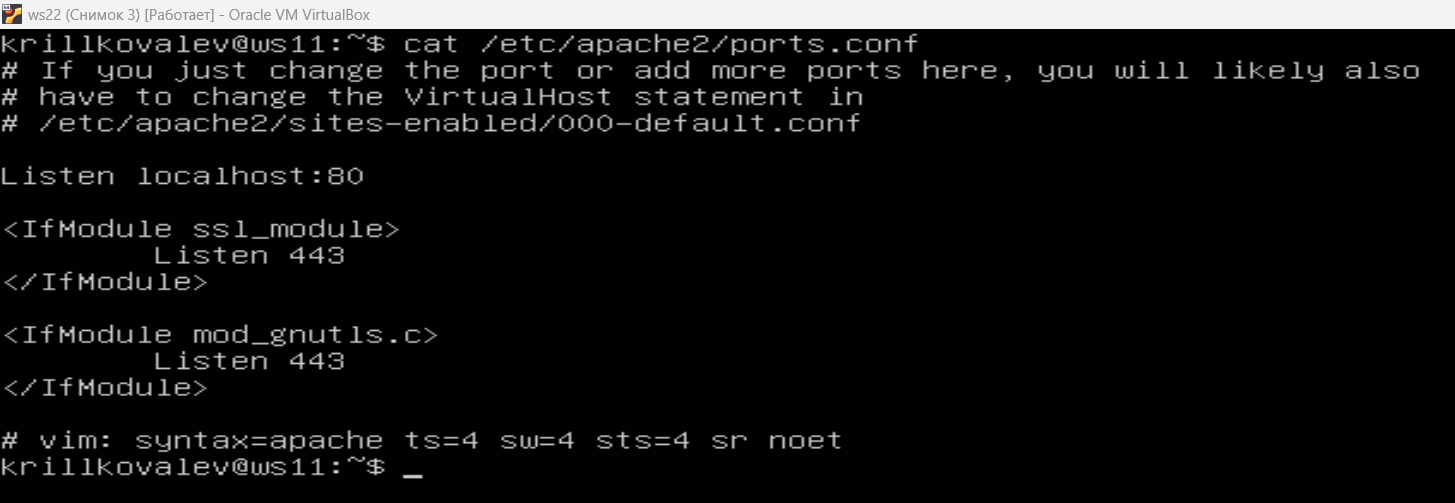 ws22 (Снимок 3) [Работает] - Oracle VM VirtualBox
krillkovalev@ws11:~$ cat /etc/apache2/ports.conf
# If you just change the port or add more ports here, you will likely also
# have to change the VirtualHost statement in
# /etc/apache2/sites-enabled/000-default.conf
Listen localhost:80
<IfModule ssl_module>
        Listen 443
</IfModule>
<IfModule mod_gnutls.c>
        Listen 443
</IfModule>
# vim: syntax=apache ts=4 sw=4 sts=4 sr noet
krillkovalev@ws11:~$ _